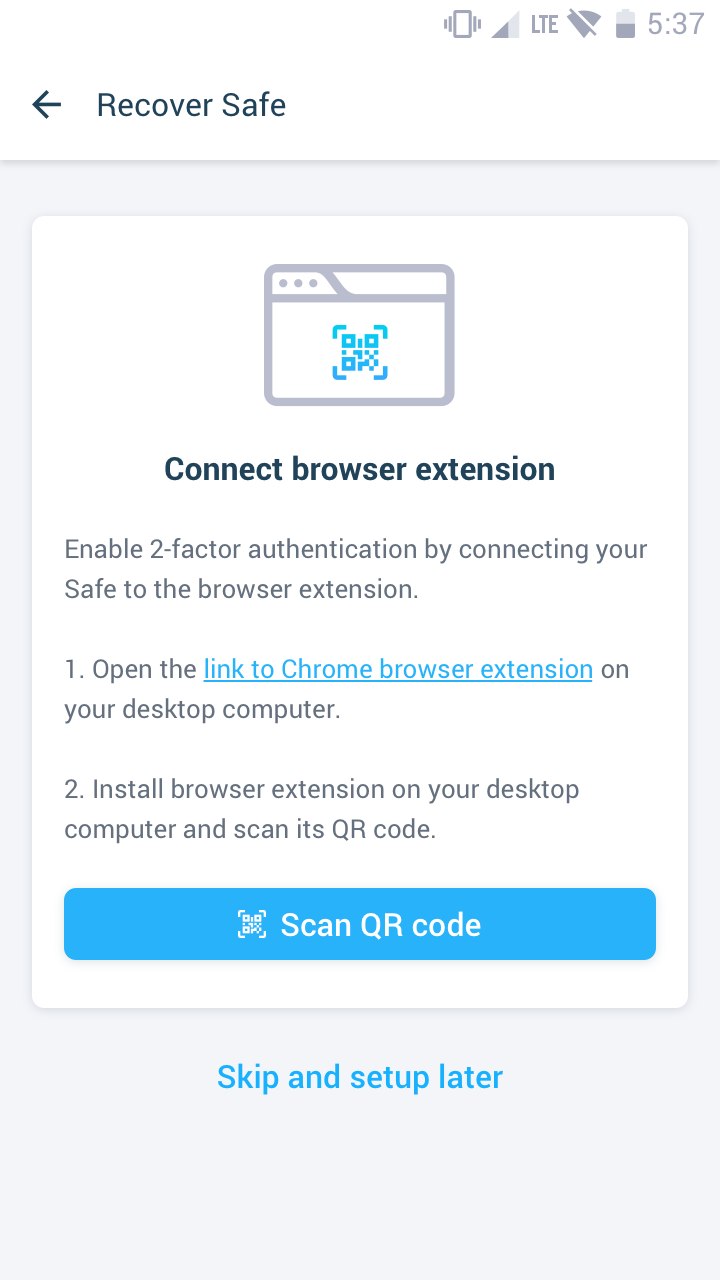 LTE 5:37
Recover Safe
Connect browser extension
Enable 2-factor authentication by connecting your
Safe to the browser extension.
1. Open the link to Chrome browser extension on
your desktop computer.
2. Install browser extension on your desktop
computer and scan its QR code.
Scan QR code
Skip and setup later